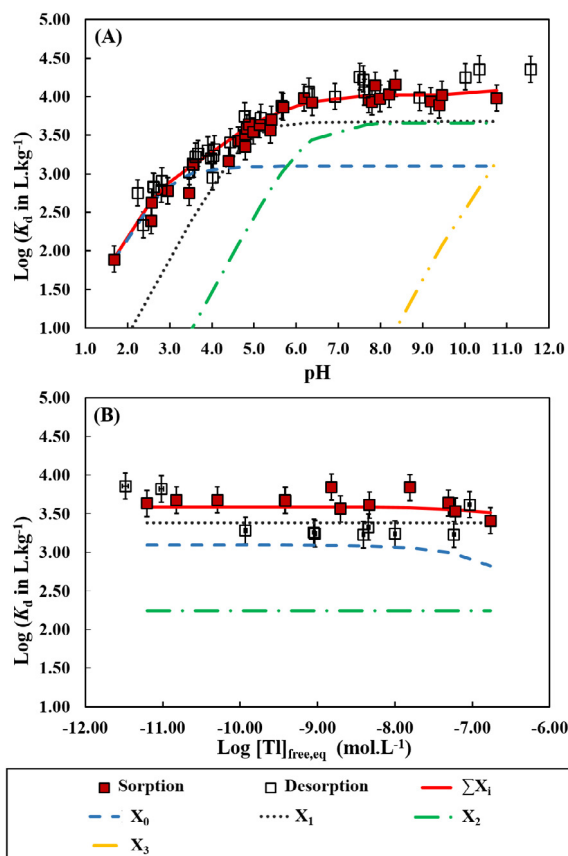 (A)
Log (Kd in L.kg-1)
5.00
4.50
4.00
3.50
3.00
2.50
2.00
1.50
1.00
1.0 2.0 3.0 4.0 5.0 6.0 7.0 8.0 9.0 10.0 11.0 12.0
pH
(B)
Log (Kd in L.kg-1)
5.00
4.50
4.00
3.50
3.00
2.50
2.00
1.50
1.00
-12.00 -11.00 -10.00 -9.00 -8.00 -7.00 -6.00
Log [Tl]free,eq (mol.L-1)
Sorption Desorption ∑Xi
X0 X1 X2
X3